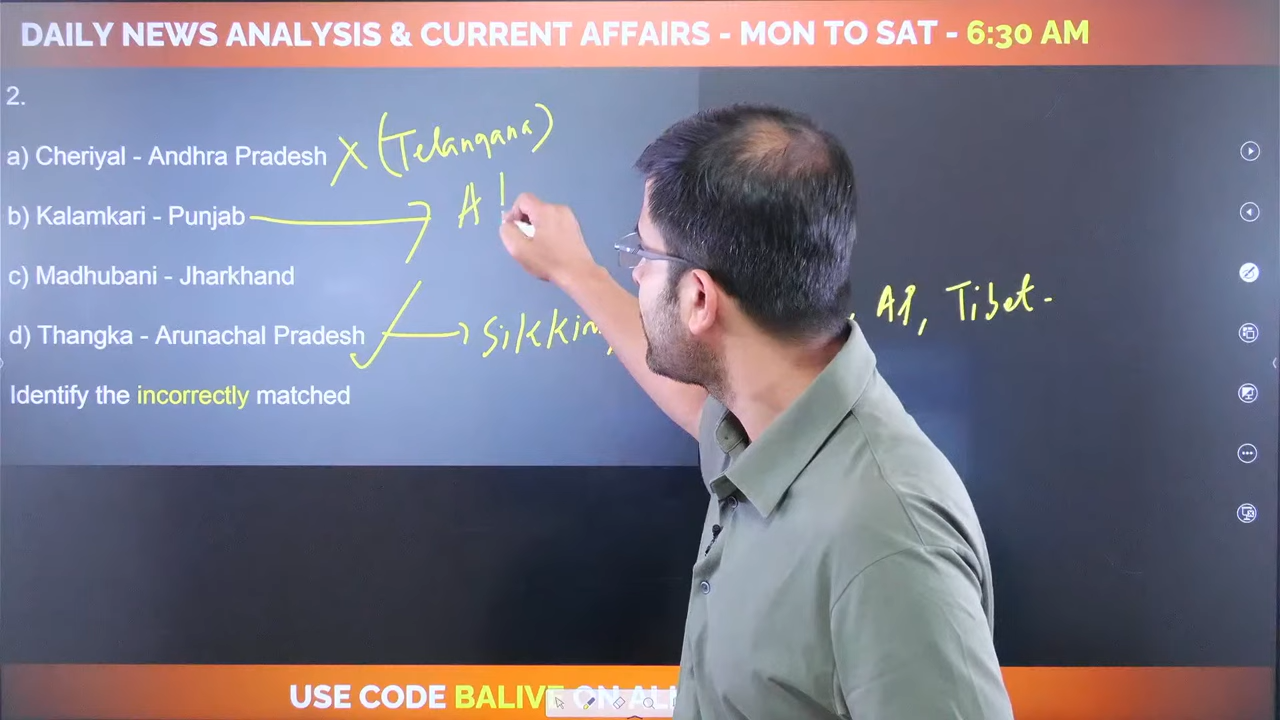 DAILY NEWS ANALYSIS & CURRENT AFFAIRS - MON TO SAT - 6:30 AM
2.
a) Cheriyal - Andhra Pradesh X (Telangana)
b) Kalamkari - Punjab A
c) Madhubani - Jharkhand
d) Thangka - Arunachal Pradesh Sikkim, AP, Tibet.
Identify the incorrectly matched
USE CODE BALIVE ON